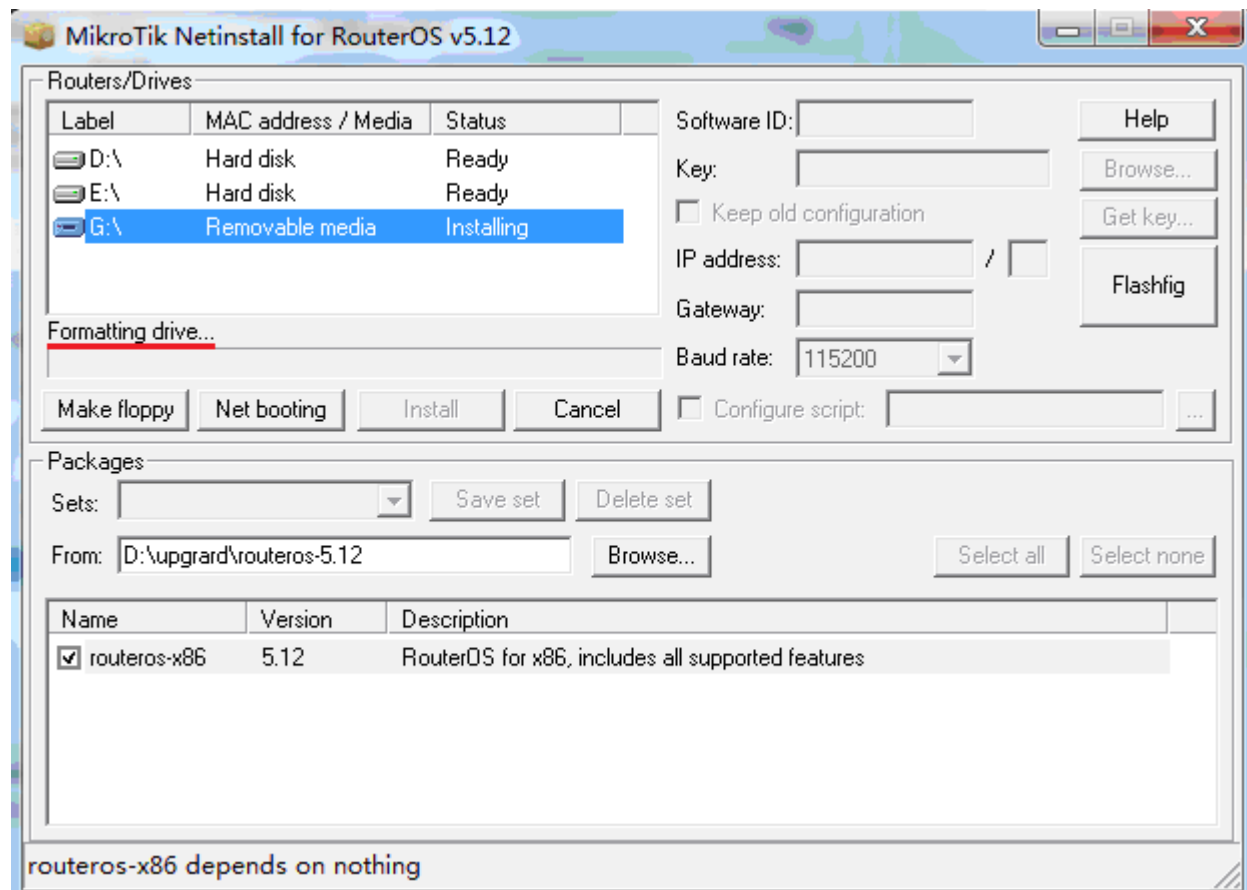 MikroTik Netinstall for RouterOS v5.12
Routers/Drives
Label MAC address / Media Status
D:\ Hard disk Ready
E:\ Hard disk Ready
G:\ Removable media Installing
Formatting drive...
Make floppy Net booting Install Cancel
Software ID: Help
Key: Browse...
Keep old configuration Get key...
IP address: /
Flashfig
Gateway:
Baud rate: 115200
Configure script: ...
Packages
Sets: Save set Delete set
From: D:\upgrard\routeros-5.12 Browse... Select all Select none
Name Version Description
routeros-x86 5.12 RouterOS for x86, includes all supported features
routeros-x86 depends on nothing